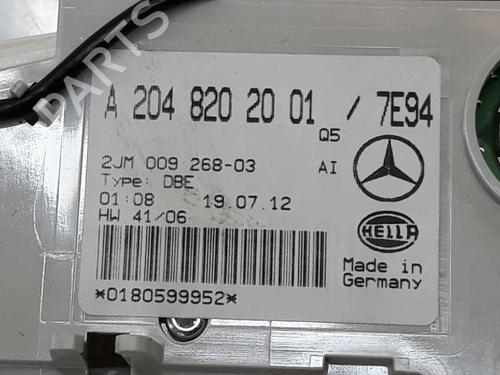 A 204 820 20 01 / 7E94
Q5
2JM 009 268-03 AI
Type: DBE
01:08 19.07.12
HW 41/06
HELLA
Made in
Germany
*0180599952*
PARTS